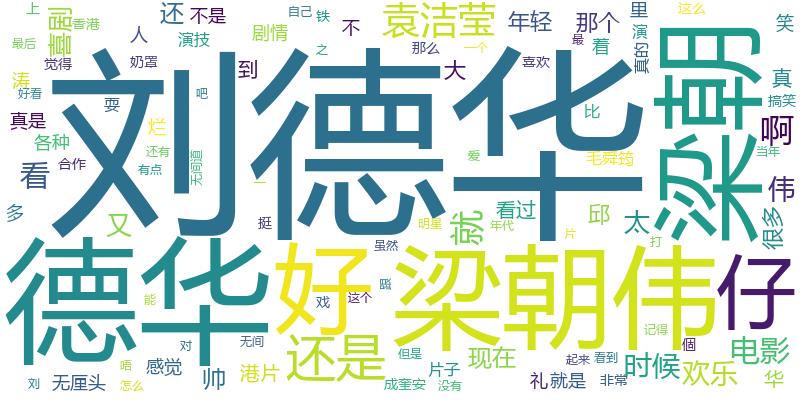 上
喜剧
香港
还
不是
剧情
自己
铁
不
袁洁莹
年轻
那个
里
这么
笑
最后
人
演技
之
那么
一个
最
着
演
真的
觉得
奶罩
到
大
喜欢
真
涛
好看
耍
吧
刘德华
梁朝
搞笑
真是
烂
比
啊
各种
还有
当年
看
合作
有点
无间道
爱
毛舜筠
伟
一
多
又
挺
明星
就
看过
年代
邱
太
很多
德华
好
虽然
梁朝伟
仔
片
打
能
戏
这个
记得
对
无间
还是
但是
现在
個
电影
唔
感觉
港片
片子
起来
看到
时候
欢乐
刘
无厘头
怎么
帅
成奎安
没有
礼
就是
非常
华